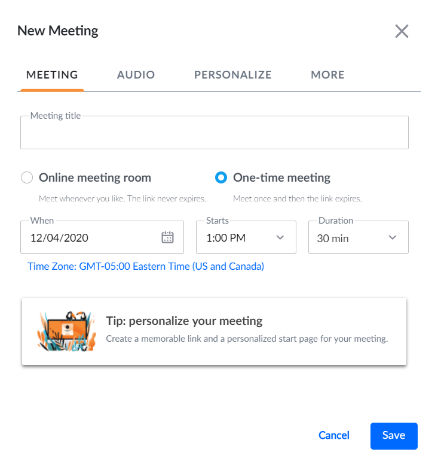 New Meeting
MEETING AUDIO PERSONALIZE MORE
Meeting title
Online meeting room One-time meeting
Meet whenever you like. The link never expires. Meet once and then the link expires.
When Starts Duration
12/04/2020 1:00 PM 30 min
Time Zone: GMT-05:00 Eastern Time (US and Canada)
Tip: personalize your meeting
Create a memorable link and a personalized start page for your meeting.
Cancel Save